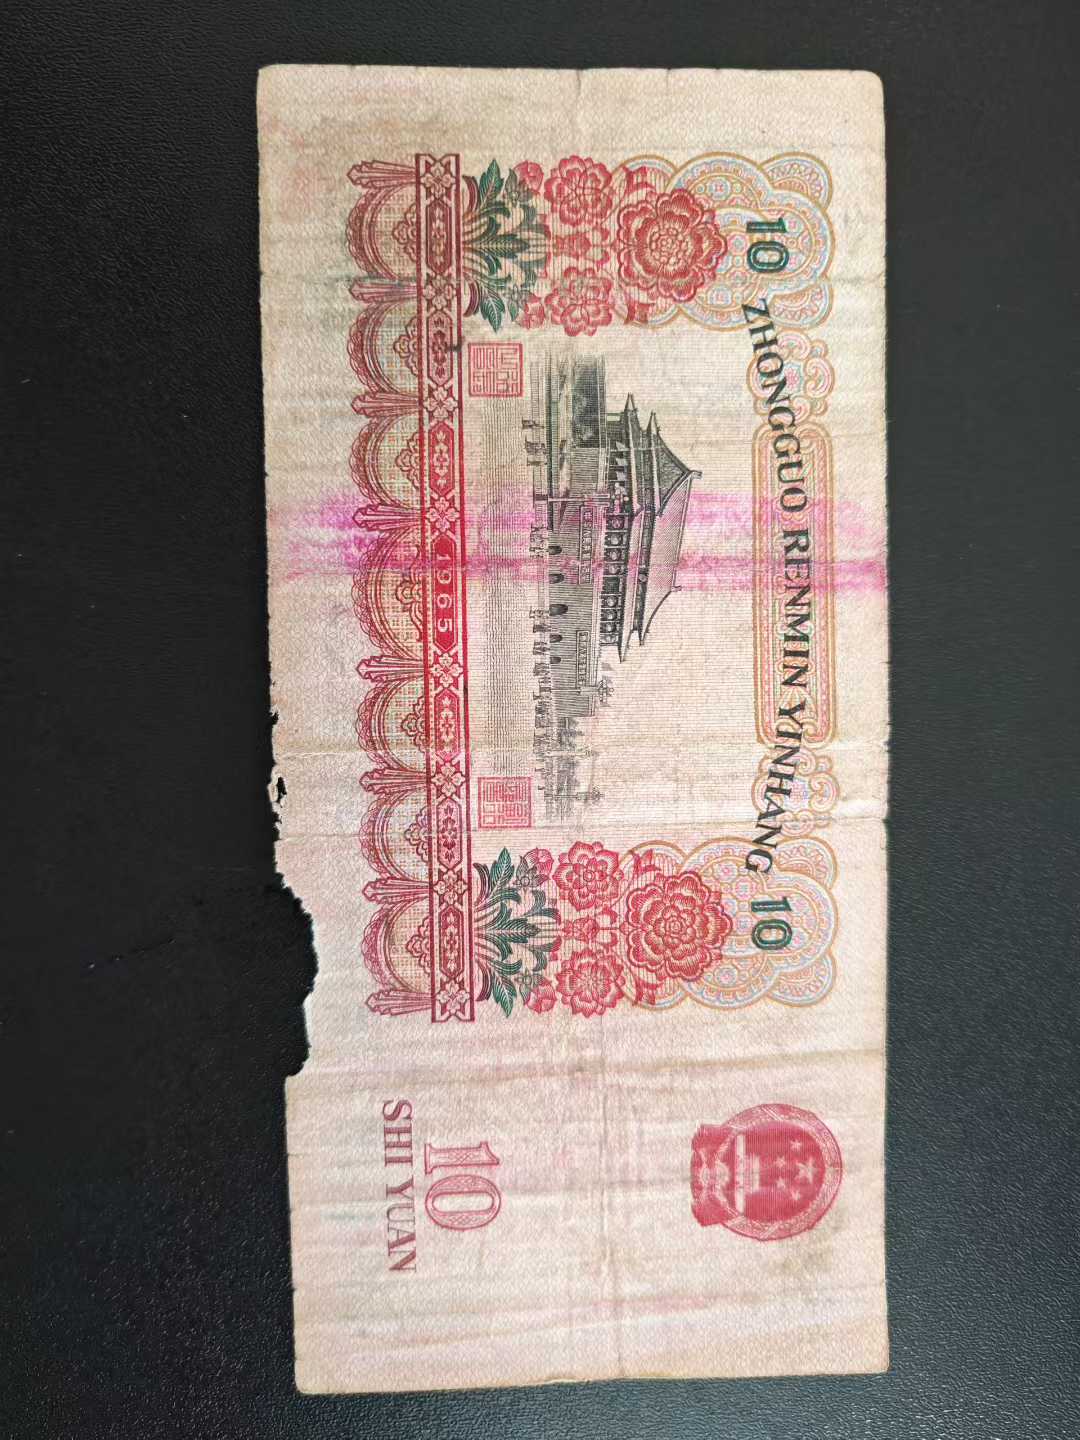 10 ZHONGGUO RENMIN YINHANG 10
1965
10
SHI YUAN